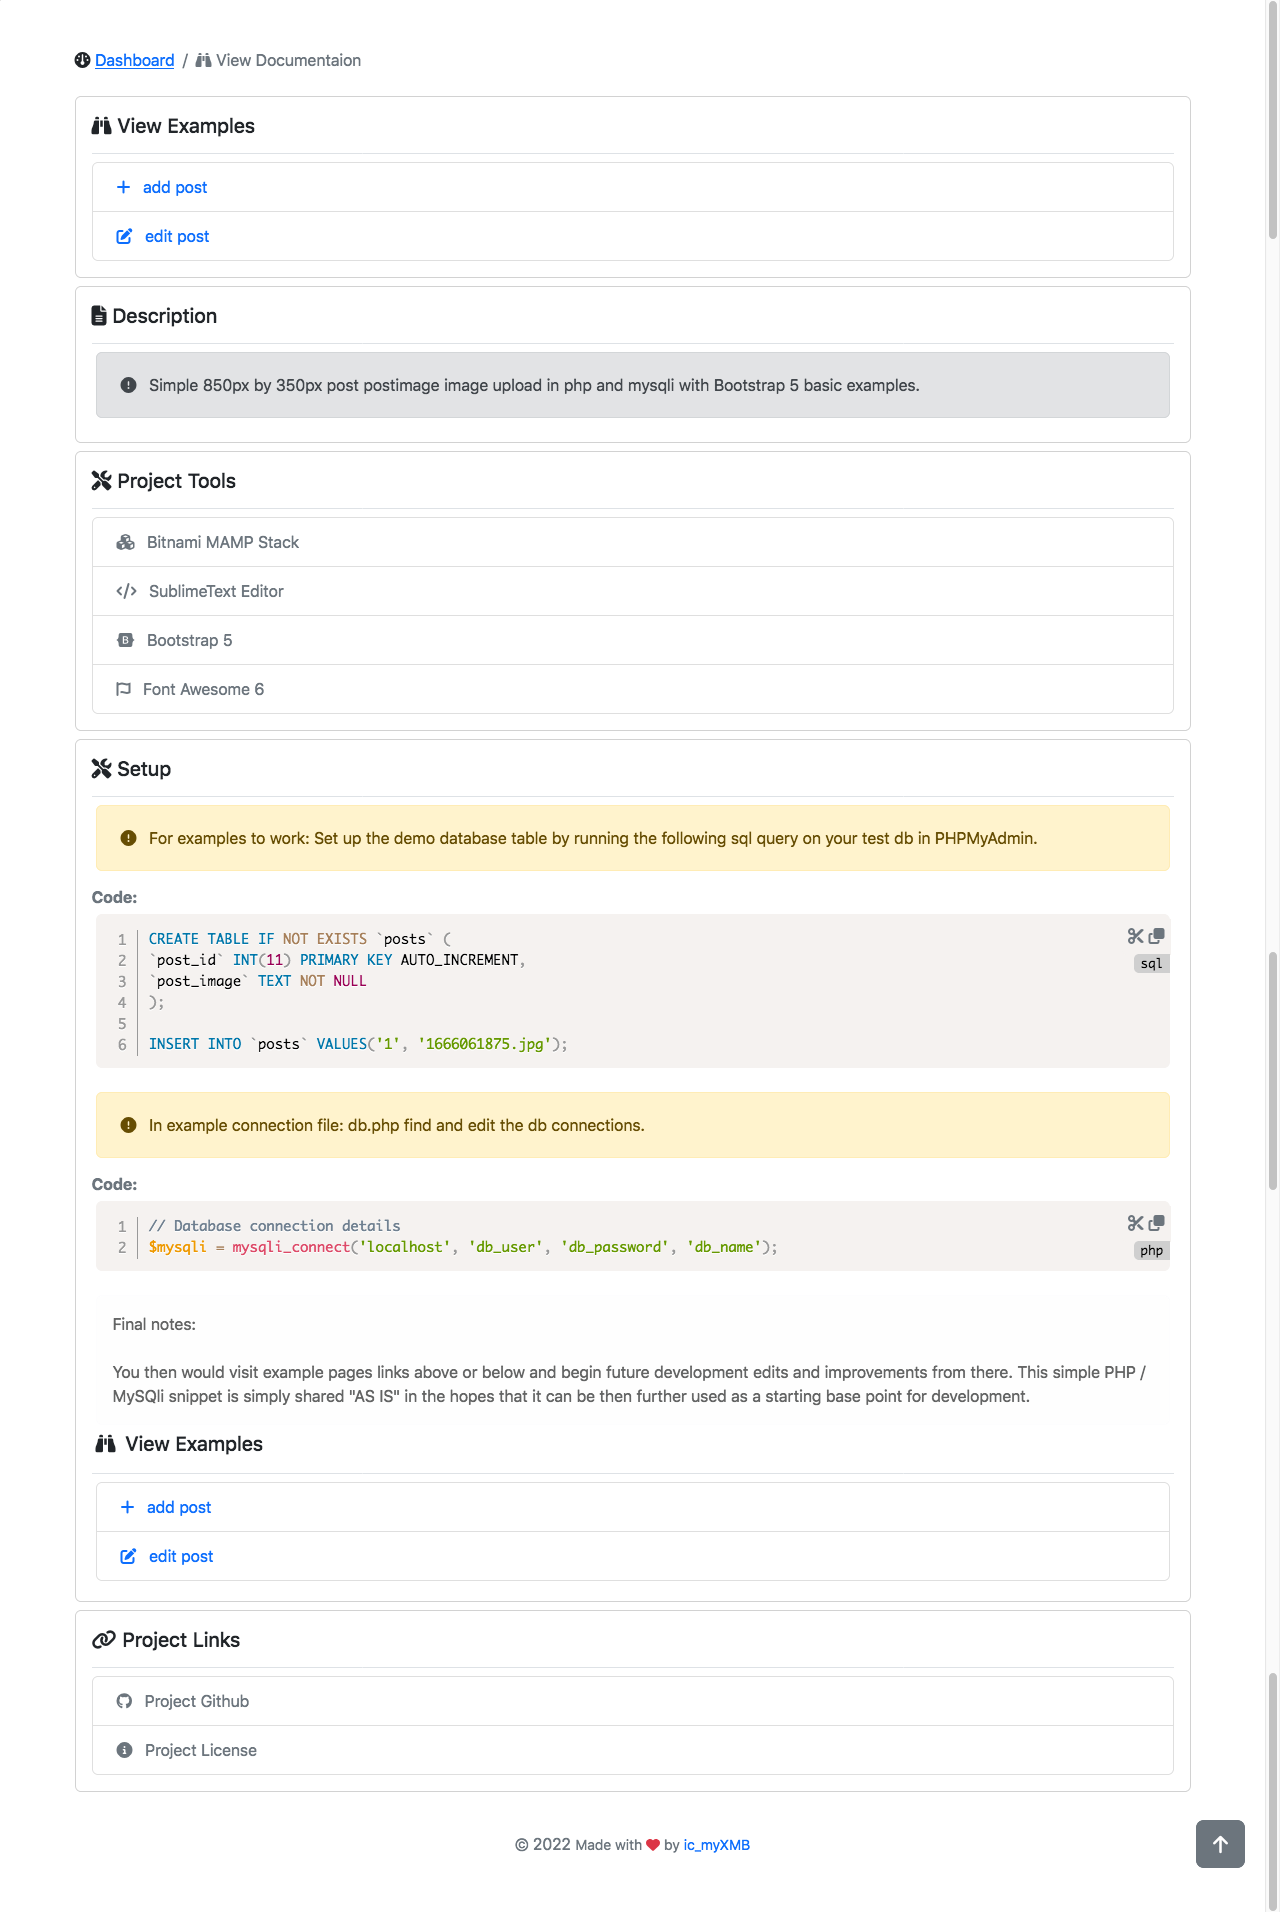 Dashboard / View Documentaion
View Examples
add post
edit post
Description
Simple 850px by 350px post postimage image upload in php and mysqli with Bootstrap 5 basic examples.
Project Tools
Bitnami MAMP Stack
SublimeText Editor
Bootstrap 5
Font Awesome 6
Setup
For examples to work: Set up the demo database table by running the following sql query on your test db in PHPMyAdmin.
Code:
1 CREATE TABLE IF NOT EXISTS `posts` (
2 `post_id` INT(11) PRIMARY KEY AUTO_INCREMENT,
sql
3 `post_image` TEXT NOT NULL
4 );
5
6 INSERT INTO `posts` VALUES('1', '1666061875.jpg');
In example connection file: db.php find and edit the db connections.
Code:
1 // Database connection details
2 $mysqli = mysqli_connect('localhost', 'db_user', 'db_password', 'db_name');
php
Final notes:
You then would visit example pages links above or below and begin future development edits and improvements from there. This simple PHP /
MySQli snippet is simply shared "AS IS" in the hopes that it can be then further used as a starting base point for development.
View Examples
add post
edit post
Project Links
Project Github
Project License
© 2022 Made with ♥ by ic_myXMB